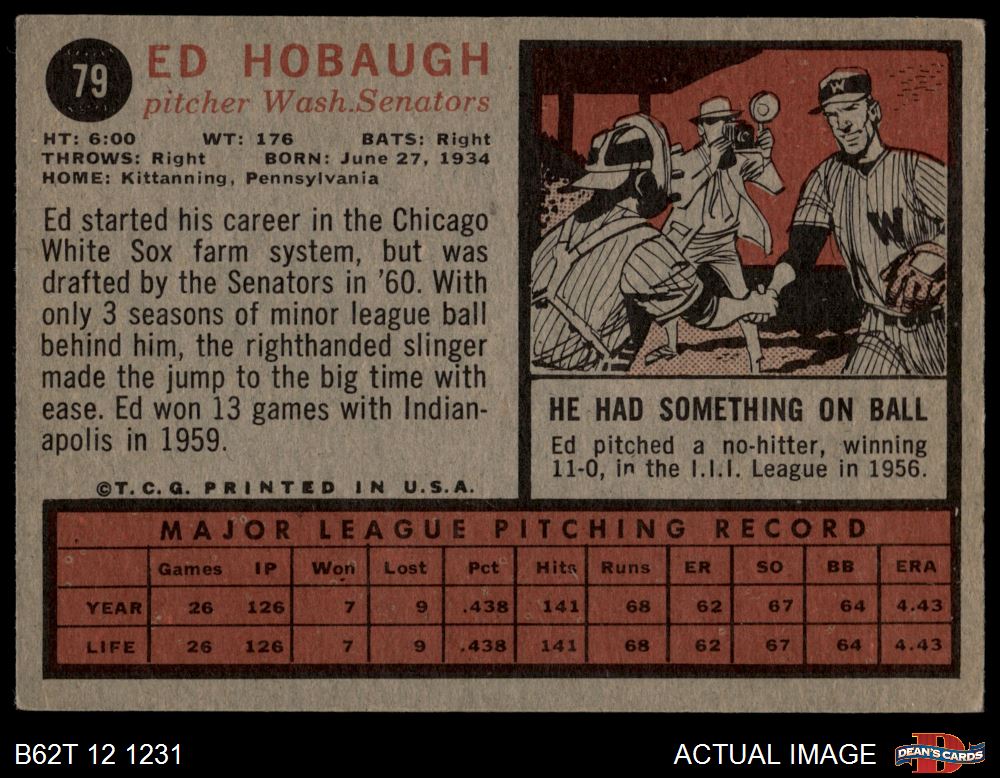 79
ED HOBAUGH
pitcher Wash.Senators
HT: 6:00 WT: 176 BATS: Right
THROWS: Right BORN: June 27, 1934
HOME: Kittanning, Pennsylvania
Ed started his career in the Chicago
White Sox farm system, but was
drafted by the Senators in '60. With
only 3 seasons of minor league ball
behind him, the righthanded slinger
made the jump to the big time with
ease. Ed won 13 games with Indian-
apolis in 1959.
©T.C.G. PRINTED IN U.S.A.
W
W
HE HAD SOMETHING ON BALL
Ed pitched a no-hitter, winning
11-0, in the I.I.I. League in 1956.
MAJOR LEAGUE PITCHING RECORD
Games IP Won Lost Pct Hits Runs ER SO BB ERA
YEAR 26 126 7 9 .438 141 68 62 67 64 4.43
LIFE 26 126 7 9 .438 141 68 62 67 64 4.43
B62T 12 1231
ACTUAL IMAGE
D
DEAN'S CARDS